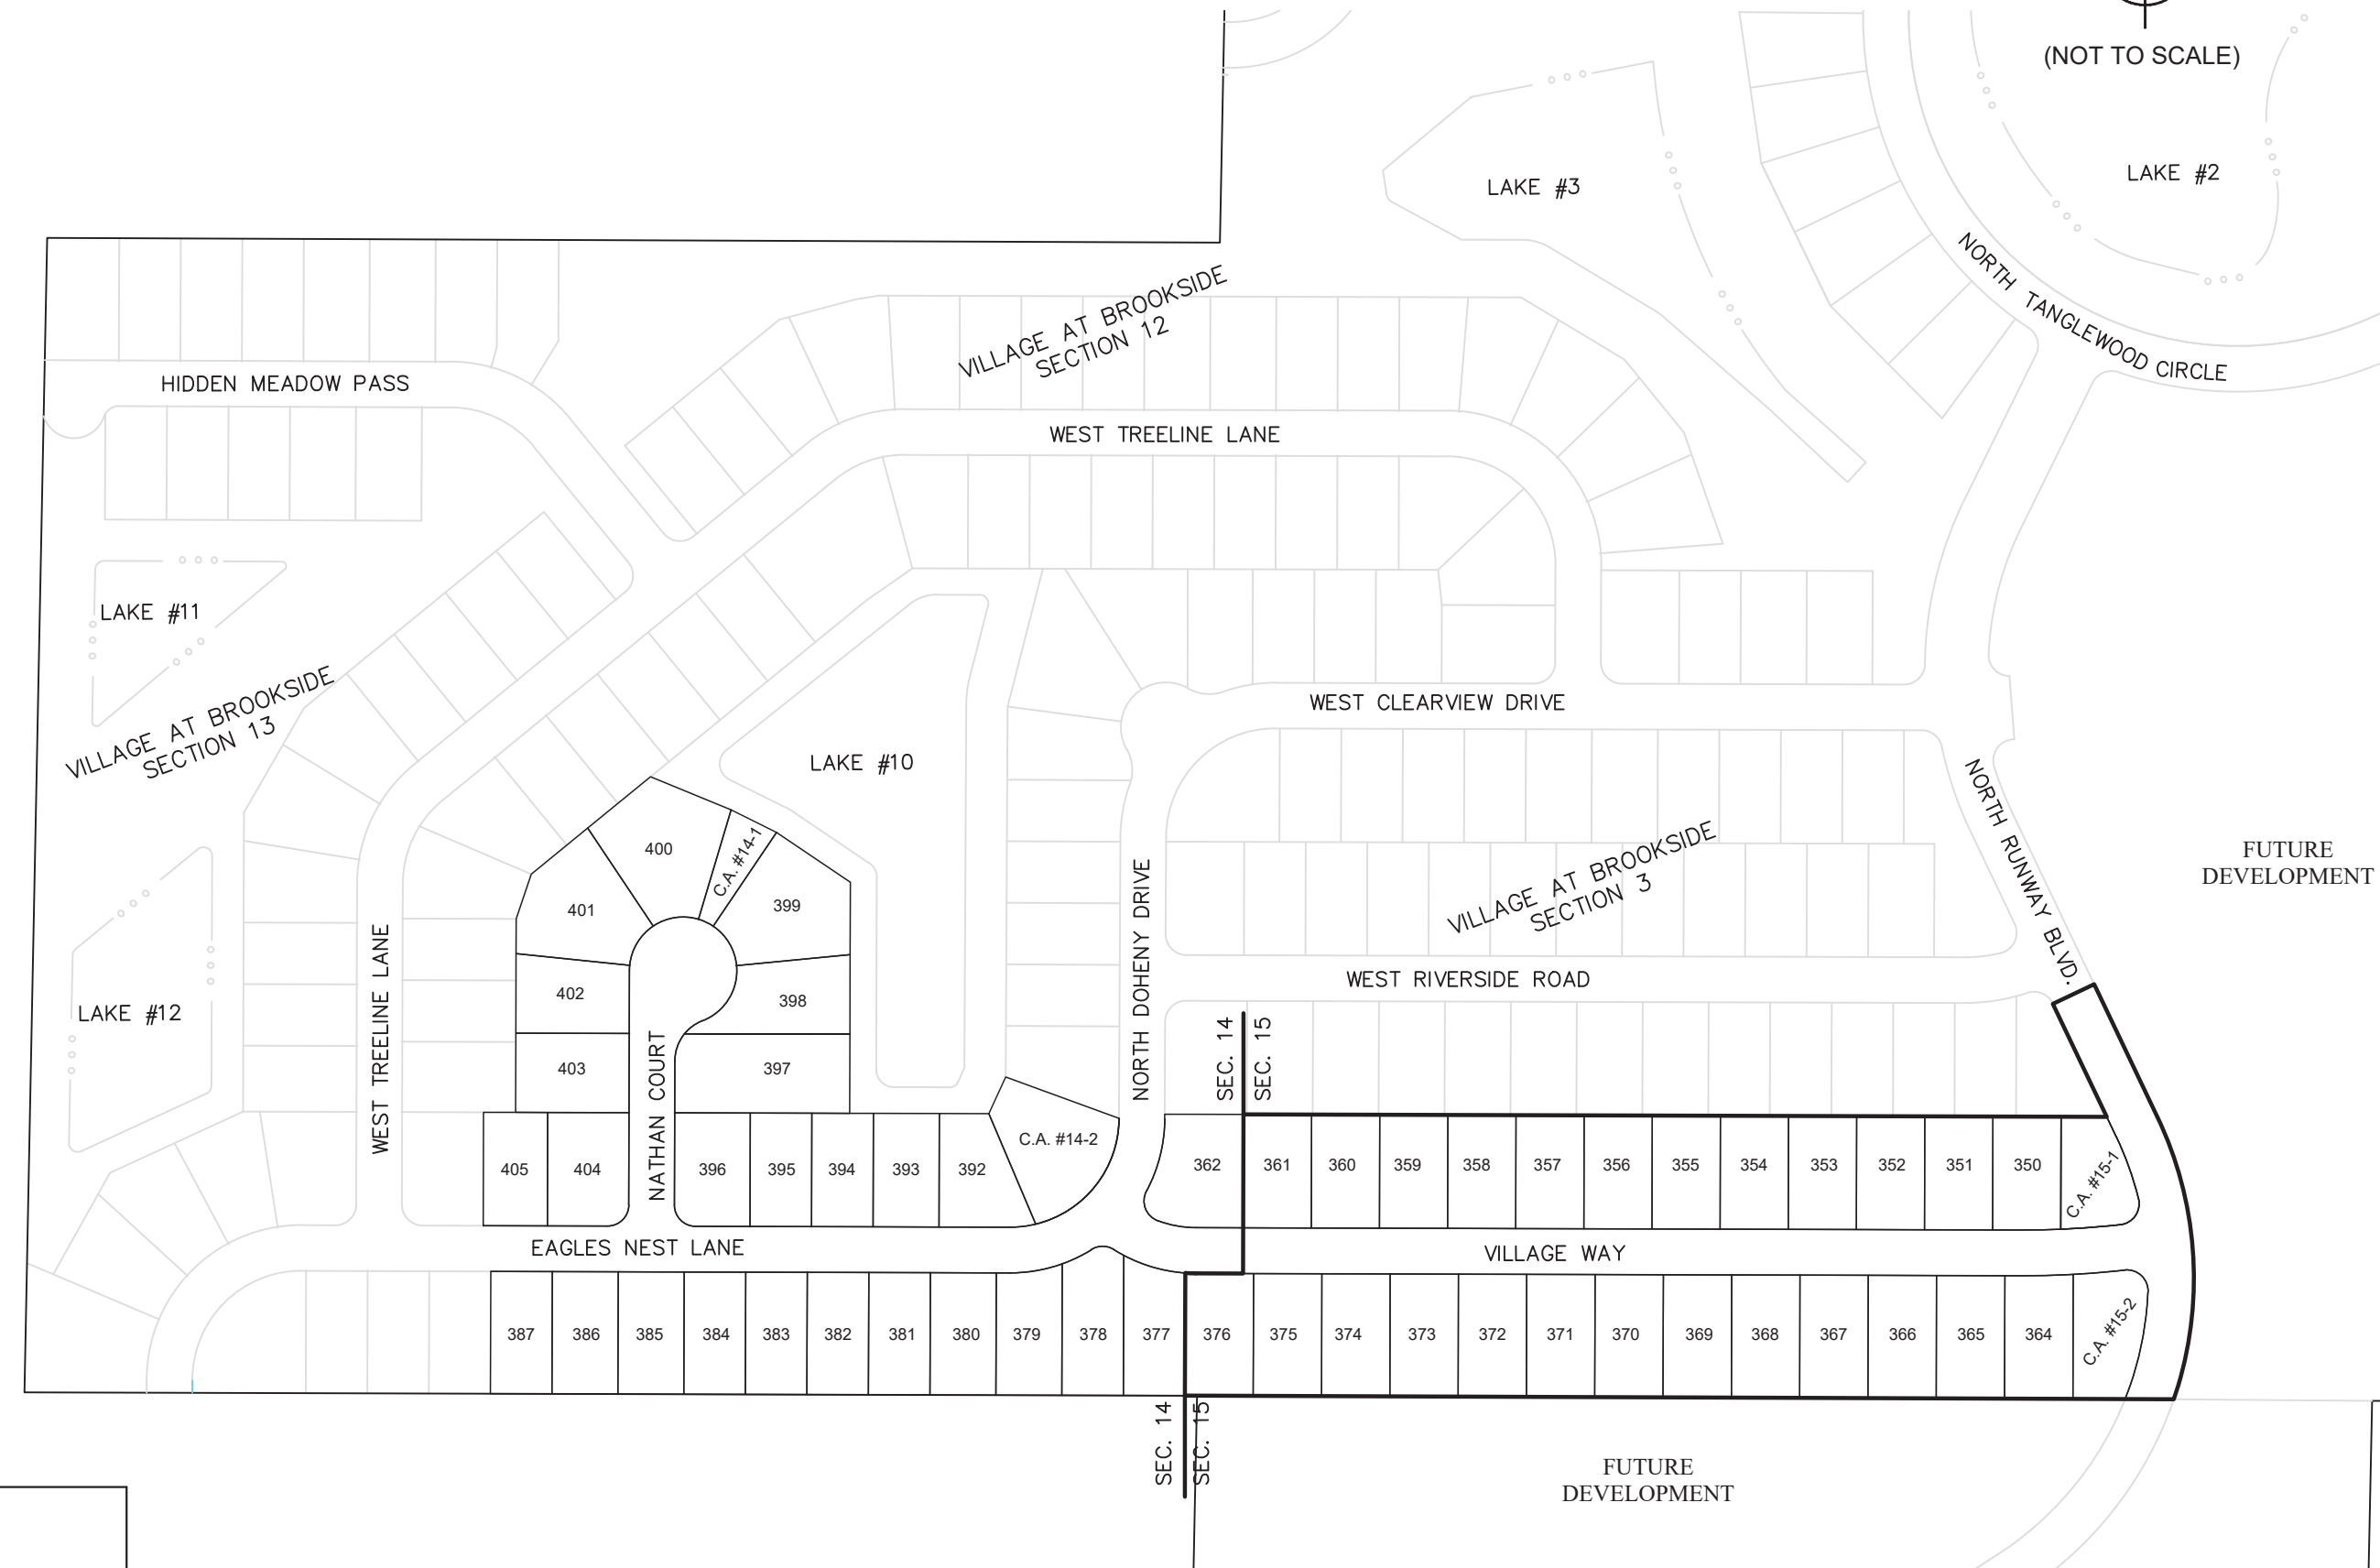 (NOT TO SCALE)
LAKE #3
LAKE #2
NORTH TANGLEWOOD CIRCLE
VILLAGE AT BROOKSIDE
SECTION 12
HIDDEN MEADOW PASS
WEST TREELINE LANE
LAKE #11
VILLAGE AT BROOKSIDE
SECTION 13
WEST CLEARVIEW DRIVE
LAKE #10
NORTH RUNWAY BLVD.
VILLAGE AT BROOKSIDE
SECTION 3
FUTURE
DEVELOPMENT
400
C.A. #14-1
399
401
402
398
403
397
LAKE #12
WEST TREELINE LANE
NATHAN COURT
NORTH DOHENY DRIVE
WEST RIVERSIDE ROAD
SEC. 14
SEC. 15
C.A. #14-2
405
404
396
395
394
393
392
362
361
360
359
358
357
356
355
354
353
352
351
350
C.A. #15-1
EAGLES NEST LANE
VILLAGE WAY
387
386
385
384
383
382
381
380
379
378
377
376
375
374
373
372
371
370
369
368
367
366
365
364
C.A. #15-2
SEC. 14
SEC. 15
FUTURE
DEVELOPMENT